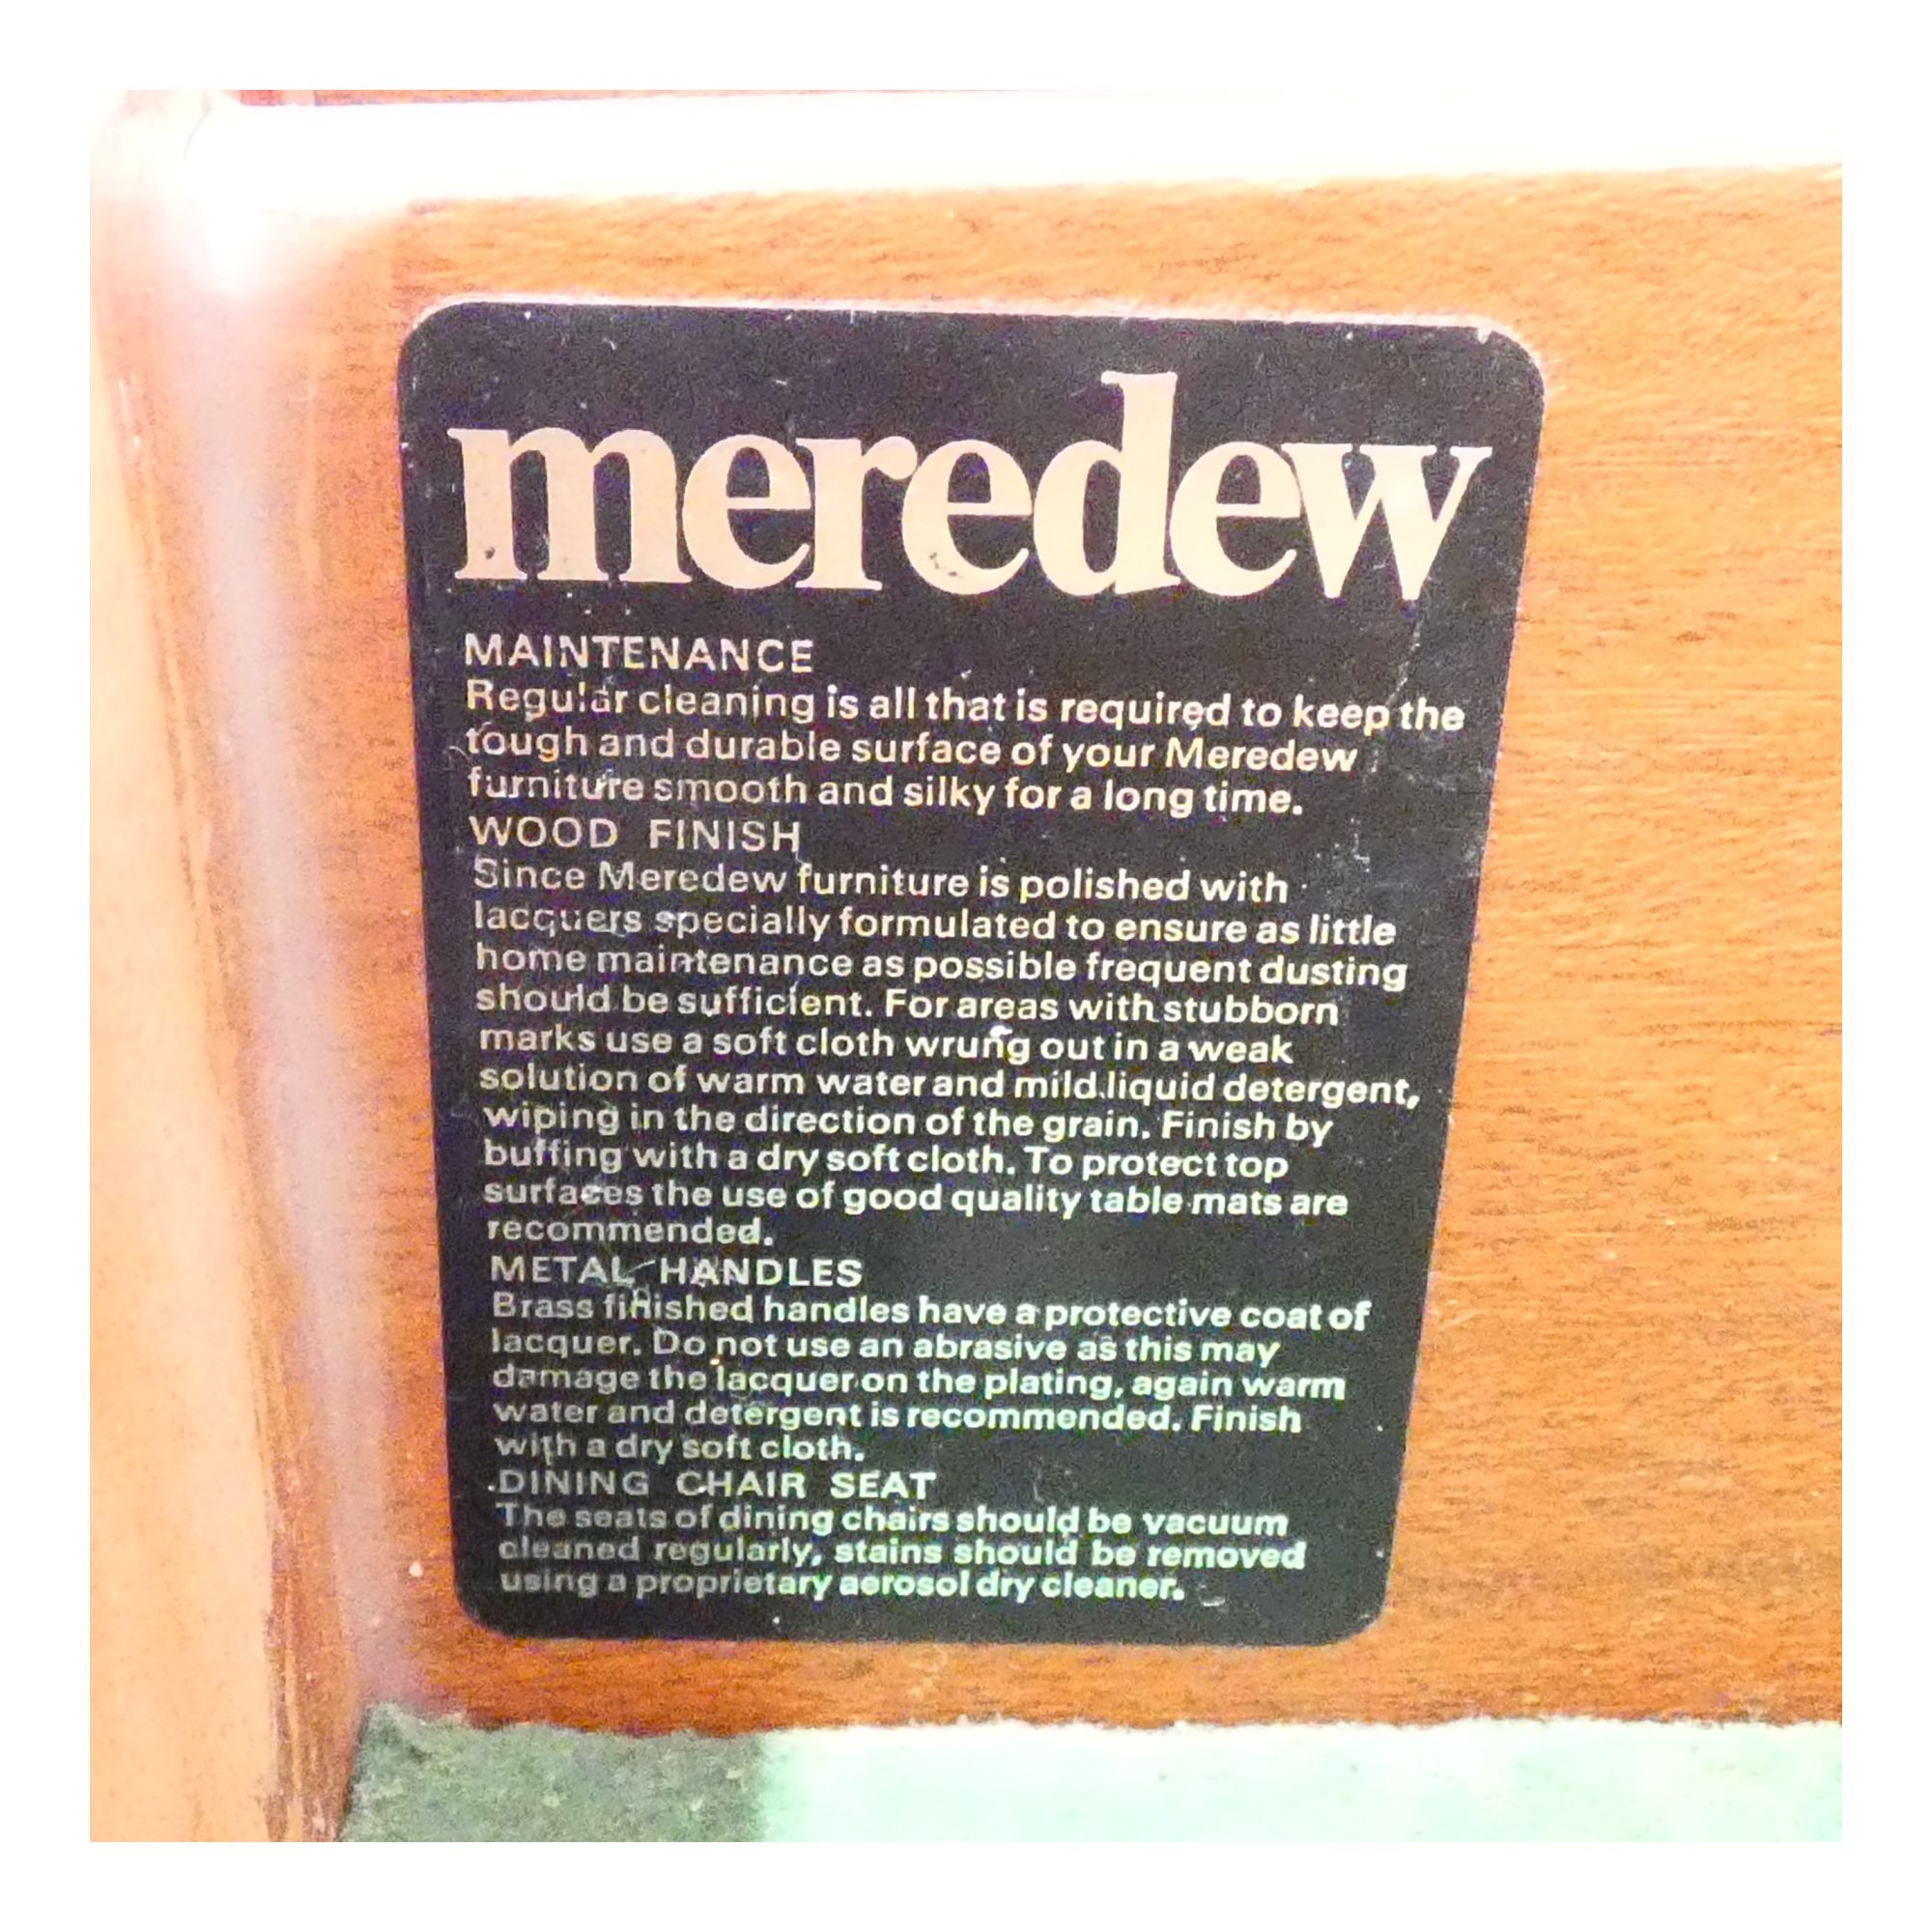 meredew
MAINTENANCE
Regular cleaning is all that is required to keep the
tough and durable surface of your Meredew
furniture smooth and silky for a long time.
WOOD FINISH
Since Meredew furniture is polished with
lacquers specially formulated to ensure as little
home maintenance as possible frequent dusting
should be sufficient. For areas with stubborn
marks use a soft cloth wrung out in a weak
solution of warm water and mild liquid detergent,
wiping in the direction of the grain. Finish by
buffing with a dry soft cloth. To protect top
surfaces the use of good quality table mats are
recommended.
METAL HANDLES
Brass finished handles have a protective coat of
lacquer. Do not use an abrasive as this may
damage the lacquer on the plating, again warm
water and detergent is recommended. Finish
with a dry soft cloth.
DINING CHAIR SEAT
The seats of dining chairs should be vacuum
cleaned regularly, stains should be removed
using a proprietary aerosol dry cleaner.